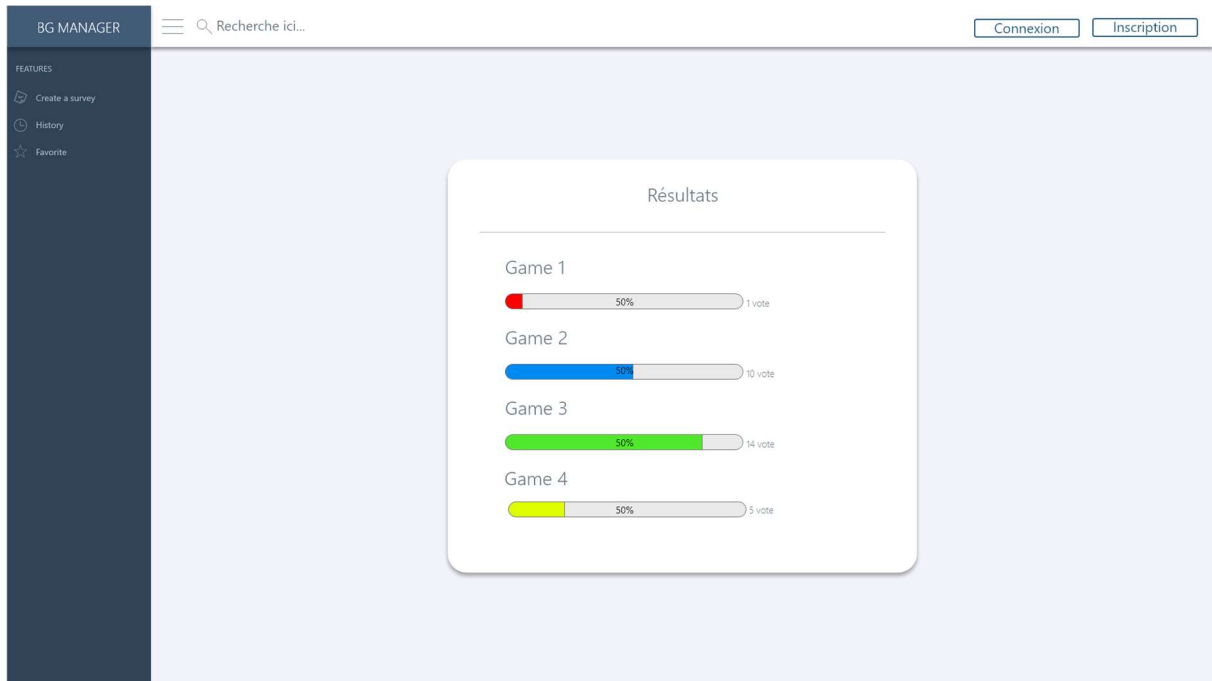 BG MANAGER
Recherche ici...
Connexion
Inscription
FEATURES
Create a survey
History
Favorite
Résultats
Game 1
50%
1 vote
Game 2
50%
10 vote
Game 3
50%
14 vote
Game 4
50%
5 vote